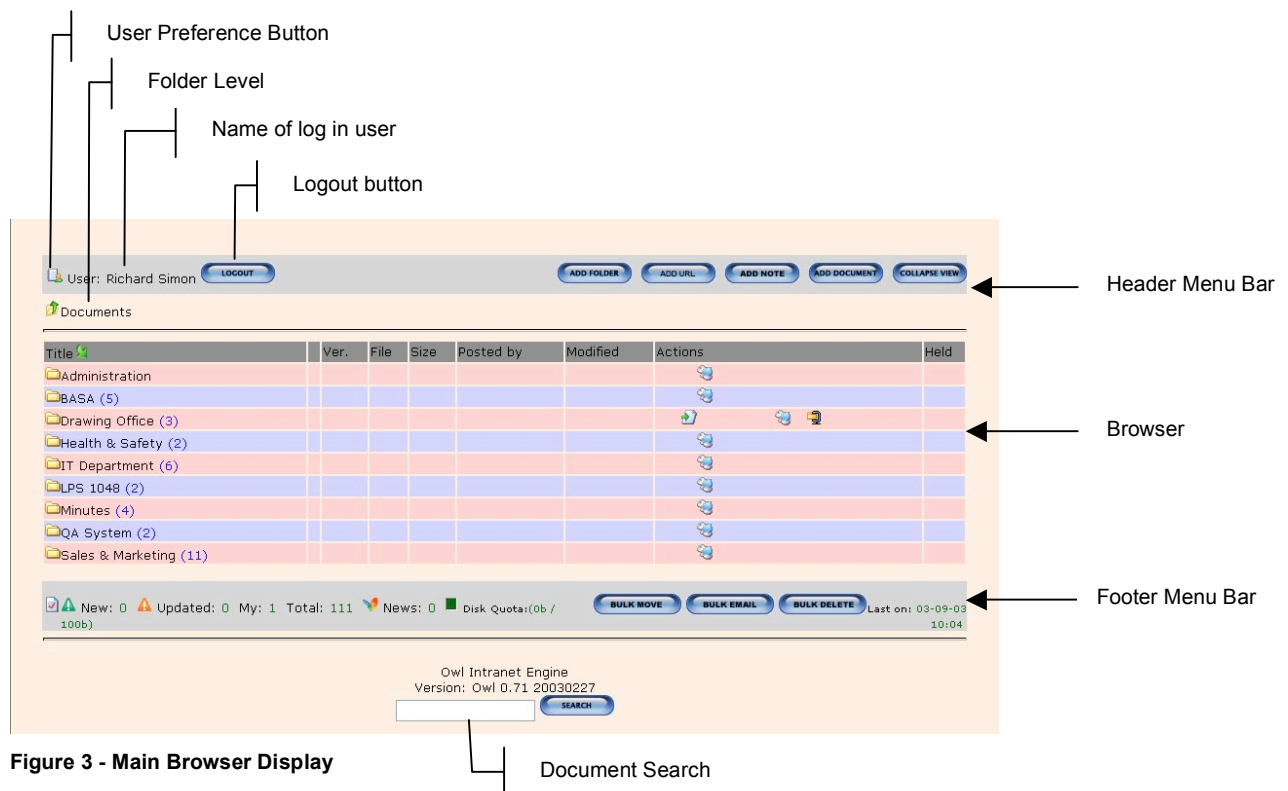 User Preference Button
Folder Level
Name of log in user
Logout button
User: Richard Simon LOGOUT ADD FOLDER ADD URL ADD NOTE ADD DOCUMENT COLLAPSE VIEW
Header Menu Bar
Documents
Title Ver. File Size Posted by Modified Actions Held
Administration
BASA (5)
Drawing Office (3)
Browser
Health & Safety (2)
IT Department (6)
LPS 1048 (2)
Minutes (4)
QA System (2)
Sales & Marketing (11)
New: 0 Updated: 0 My: 1 Total: 111 News: 0 Disk Quota:(0b / BULK MOVE BULK EMAIL BULK DELETE Last on: 03-09-03
100b) 10:04
Footer Menu Bar
Owl Intranet Engine
Version: Owl 0.71 20030227
SEARCH
Figure 3 - Main Browser Display
Document Search